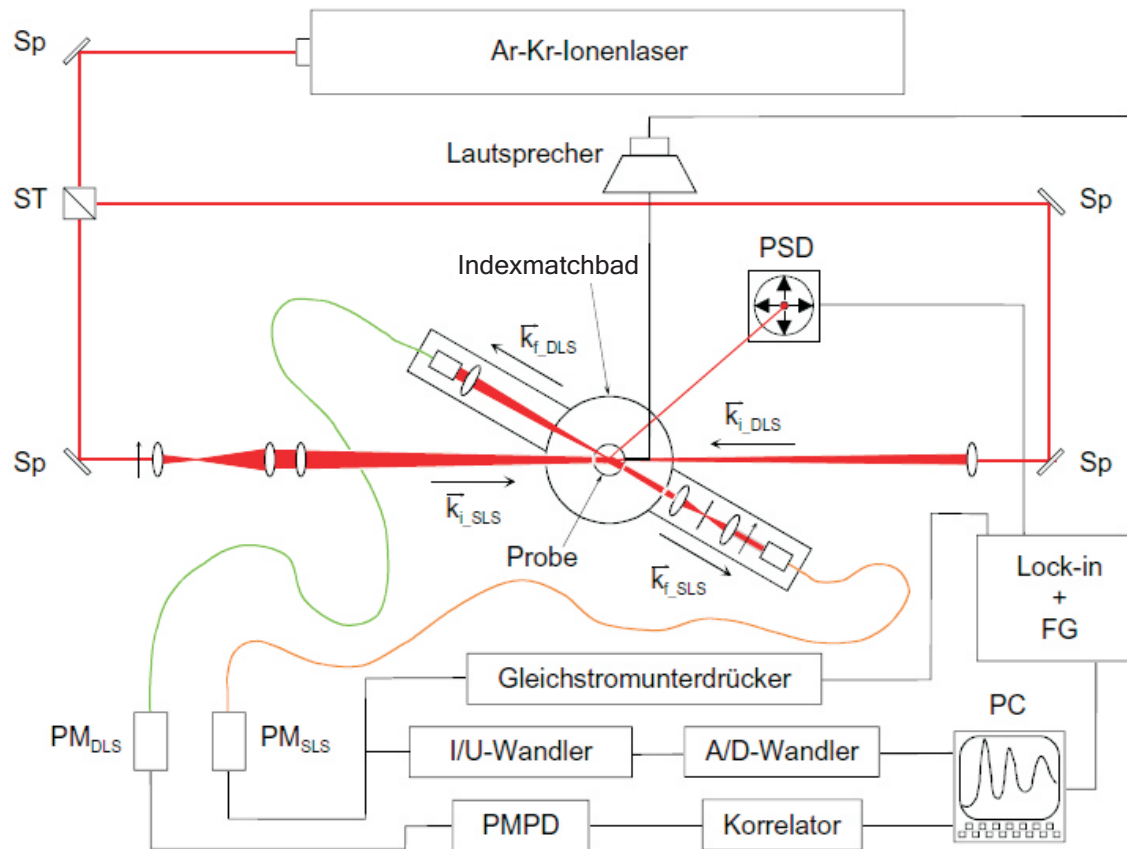 Sp
Ar-Kr-Ionenlaser
Lautsprecher
ST
Sp
PSD
Indexmatchbad
k_f_DLS
k_i_DLS
Sp
Sp
k_i_SLS
Probe
k_f_SLS
Lock-in
+
FG
Gleichstromunterdrücker
PC
PM_DLS
PM_SLS
I/U-Wandler
A/D-Wandler
PMPD
Korrelator